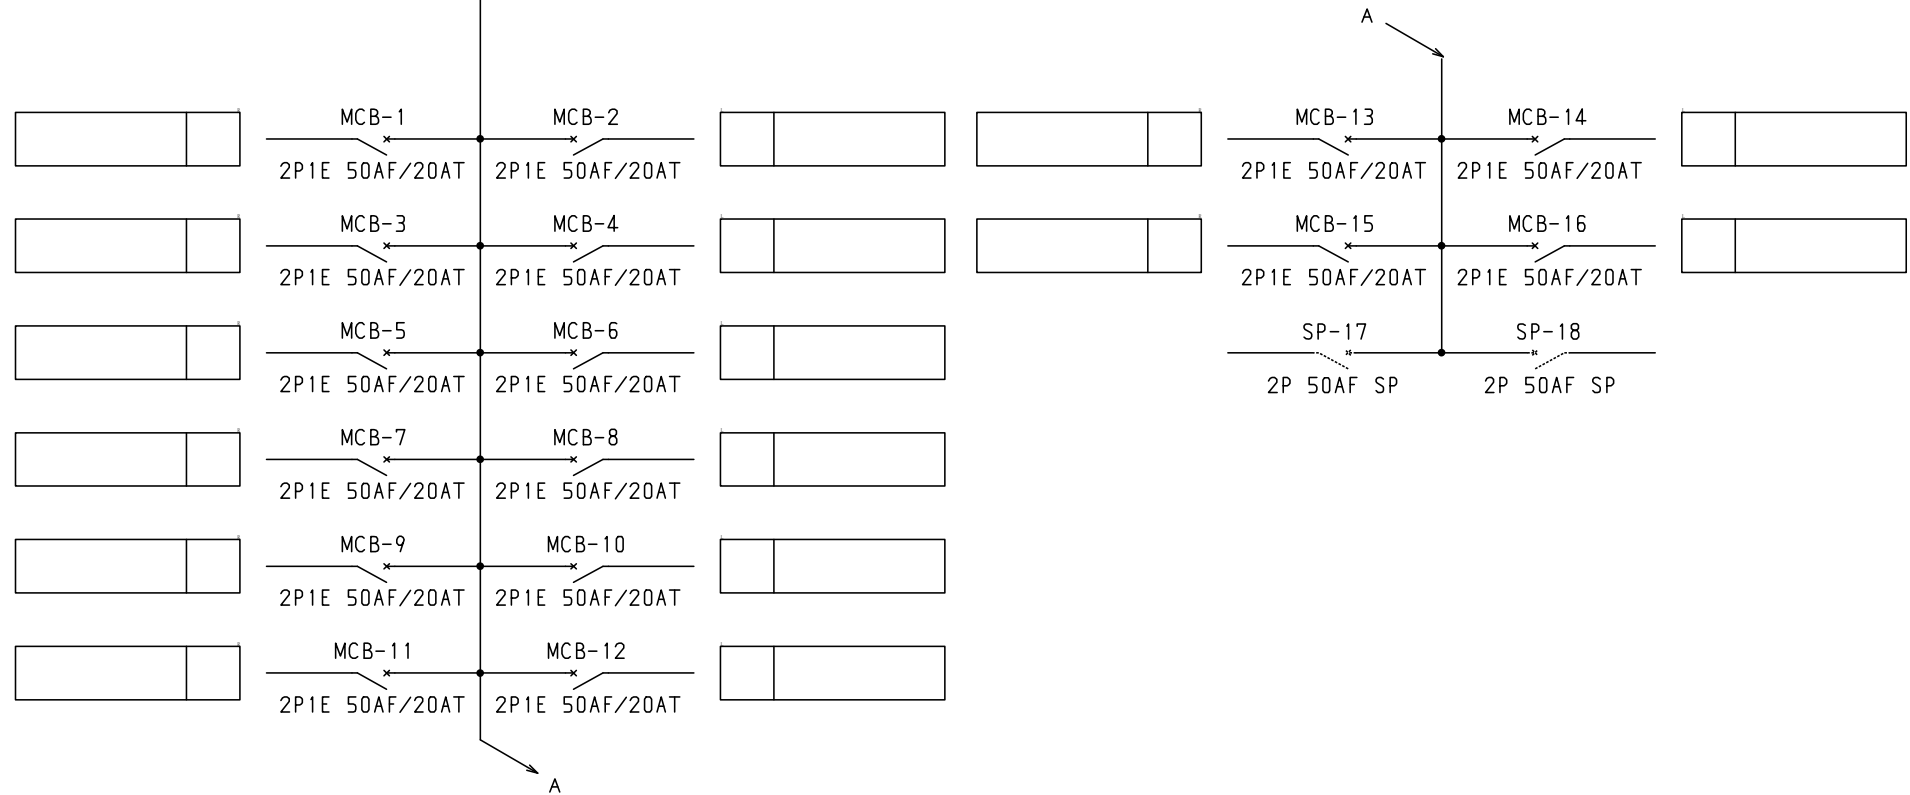 A
MCB-1 MCB-2 MCB-13 MCB-14
2P1E 50AF/20AT 2P1E 50AF/20AT 2P1E 50AF/20AT 2P1E 50AF/20AT
MCB-3 MCB-4 MCB-15 MCB-16
2P1E 50AF/20AT 2P1E 50AF/20AT 2P1E 50AF/20AT 2P1E 50AF/20AT
MCB-5 MCB-6 SP-17 SP-18
2P1E 50AF/20AT 2P1E 50AF/20AT 2P 50AF SP 2P 50AF SP
MCB-7 MCB-8
2P1E 50AF/20AT 2P1E 50AF/20AT
MCB-9 MCB-10
2P1E 50AF/20AT 2P1E 50AF/20AT
MCB-11 MCB-12
2P1E 50AF/20AT 2P1E 50AF/20AT
A